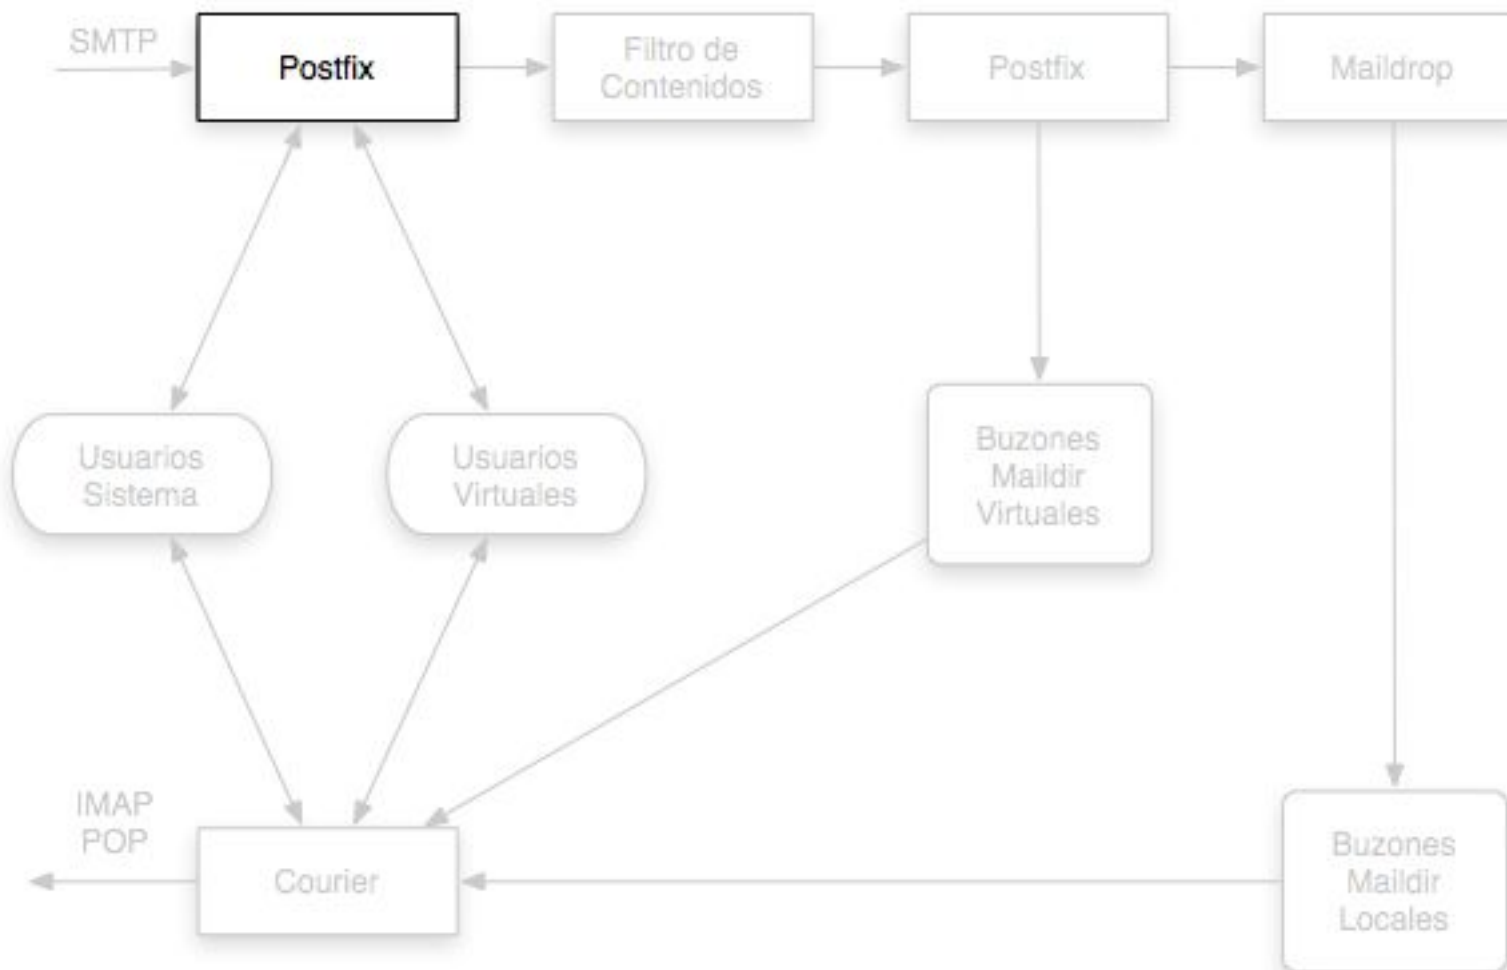 SMTP
Postfix
Filtro de
Contenidos
Postfix
Maildrop
Usuarios
Sistema
Usuarios
Virtuales
Buzones
Maildir
Virtuales
IMAP
POP
Courier
Buzones
Maildir
Locales